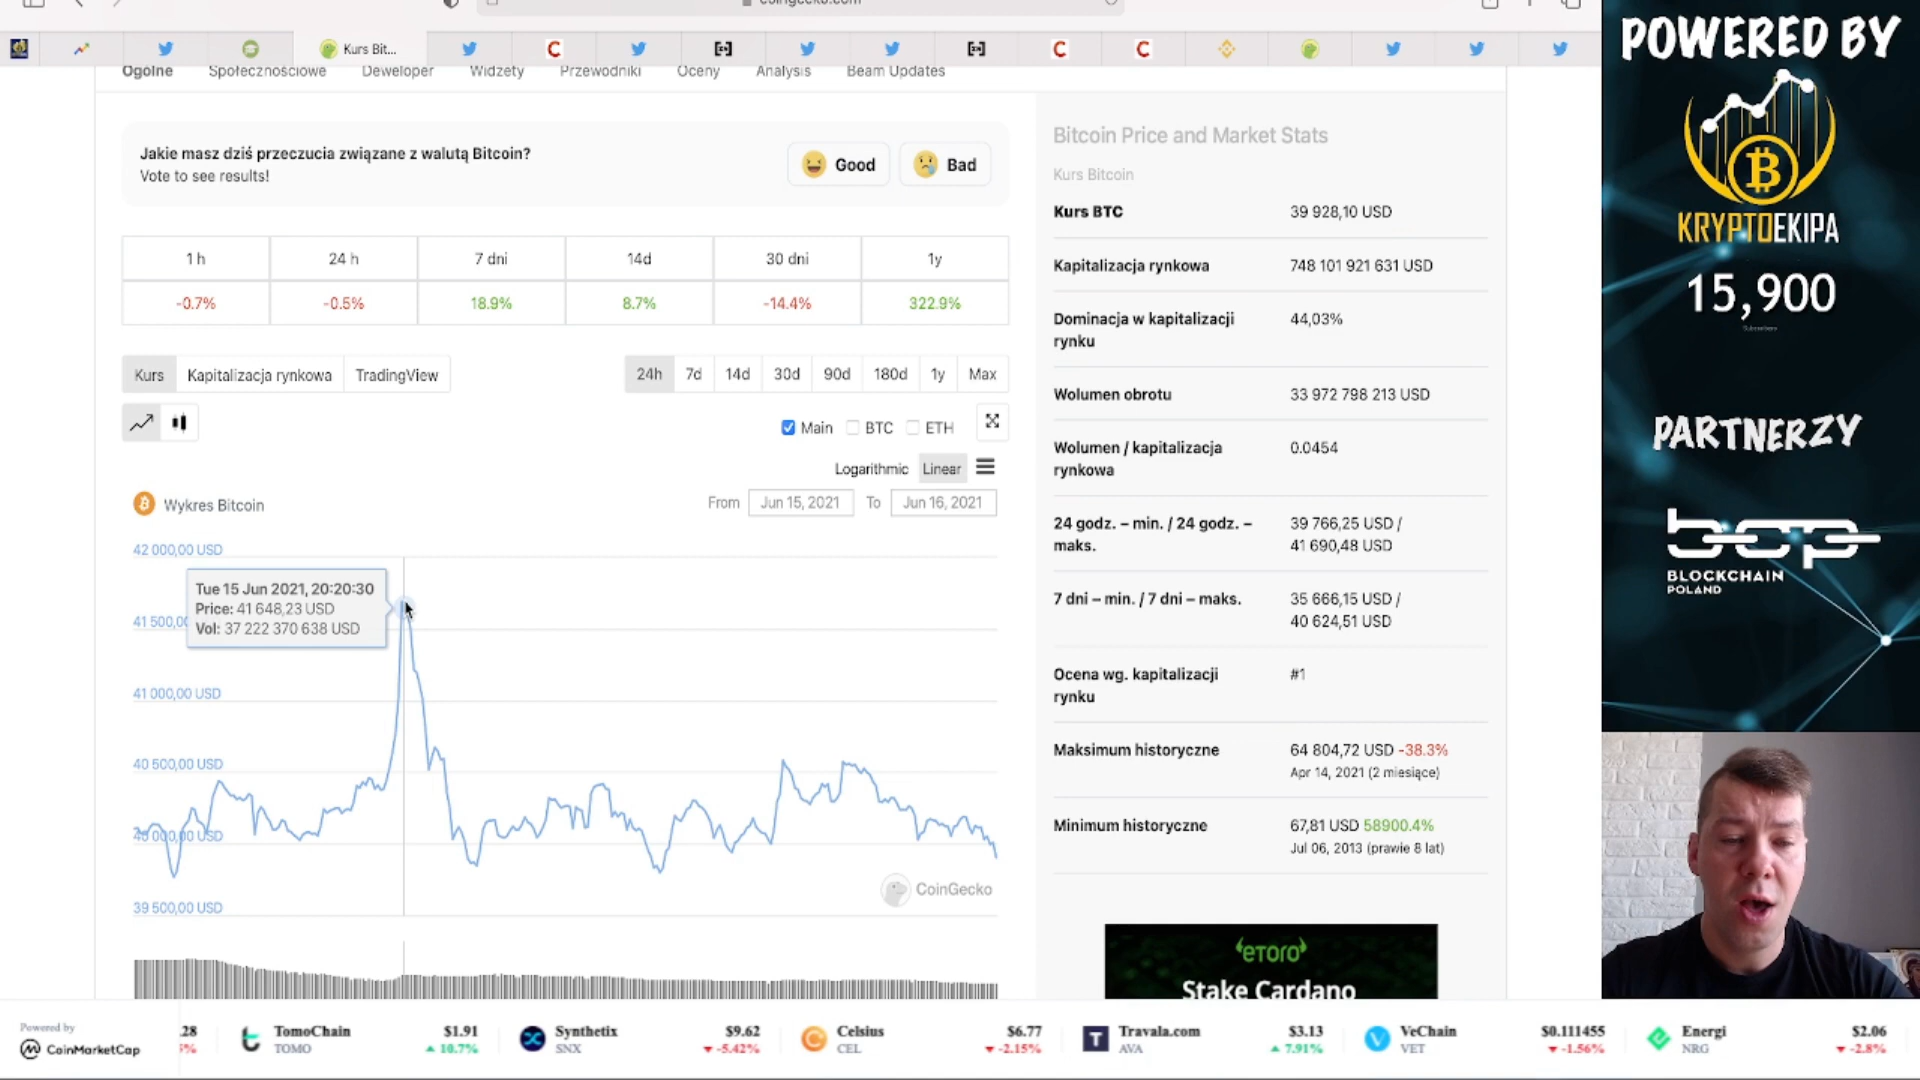 coingecko.com
Kurs Bit...
Ogólne Społecznościowe Deweloper Widżety Przewodniki Oceny Analysis Beam Updates
Jakie masz dziś przeczucia związane z walutą Bitcoin?
Vote to see results!
Good Bad
1 h 24 h 7 dni 14d 30 dni 1y
-0.7% -0.5% 18.9% 8.7% -14.4% 322.9%
Kurs Kapitalizacja rynkowa TradingView
24h 7d 14d 30d 90d 180d 1y Max
Main BTC ETH
Logarithmic Linear
Wykres Bitcoin
From Jun 15, 2021 To Jun 16, 2021
42 000,00 USD
Tue 15 Jun 2021, 20:20:30
Price: 41 648,23 USD
Vol: 37 222 370 638 USD
41 000,00 USD
40 500,00 USD
39 500,00 USD
CoinGecko
Bitcoin Price and Market Stats
Kurs Bitcoin
Kurs BTC 39 928,10 USD
Kapitalizacja rynkowa 748 101 921 631 USD
Dominacja w kapitalizacji 44,03%
rynku
Wolumen obrotu 33 972 798 213 USD
Wolumen / kapitalizacja 0.0454
rynkowa
24 godz. – min. / 24 godz. – 39 766,25 USD /
maks. 41 690,48 USD
7 dni – min. / 7 dni – maks. 35 666,15 USD /
40 624,51 USD
Ocena wg. kapitalizacji #1
rynku
Maksimum historyczne 64 804,72 USD -38.3%
Apr 14, 2021 (2 miesiące)
Minimum historyczne 67,81 USD 58900.4%
Jul 06, 2013 (prawie 8 lat)
eToro
Stake Cardano
POWERED BY
KRYPTOEKIPA
15,900
Subscribers
PARTNERZY
bcp
BLOCKCHAIN
POLAND
Powered by
CoinMarketCap
.28
TomoChain $1.91
TOMO 10.7%
Synthetix $9.62
SNX -5.42%
Celsius $6.77
CEL -2.15%
Travala.com $3.13
AVA 7.91%
VeChain $0.111455
VET -1.56%
Energi $2.06
NRG -2.8%